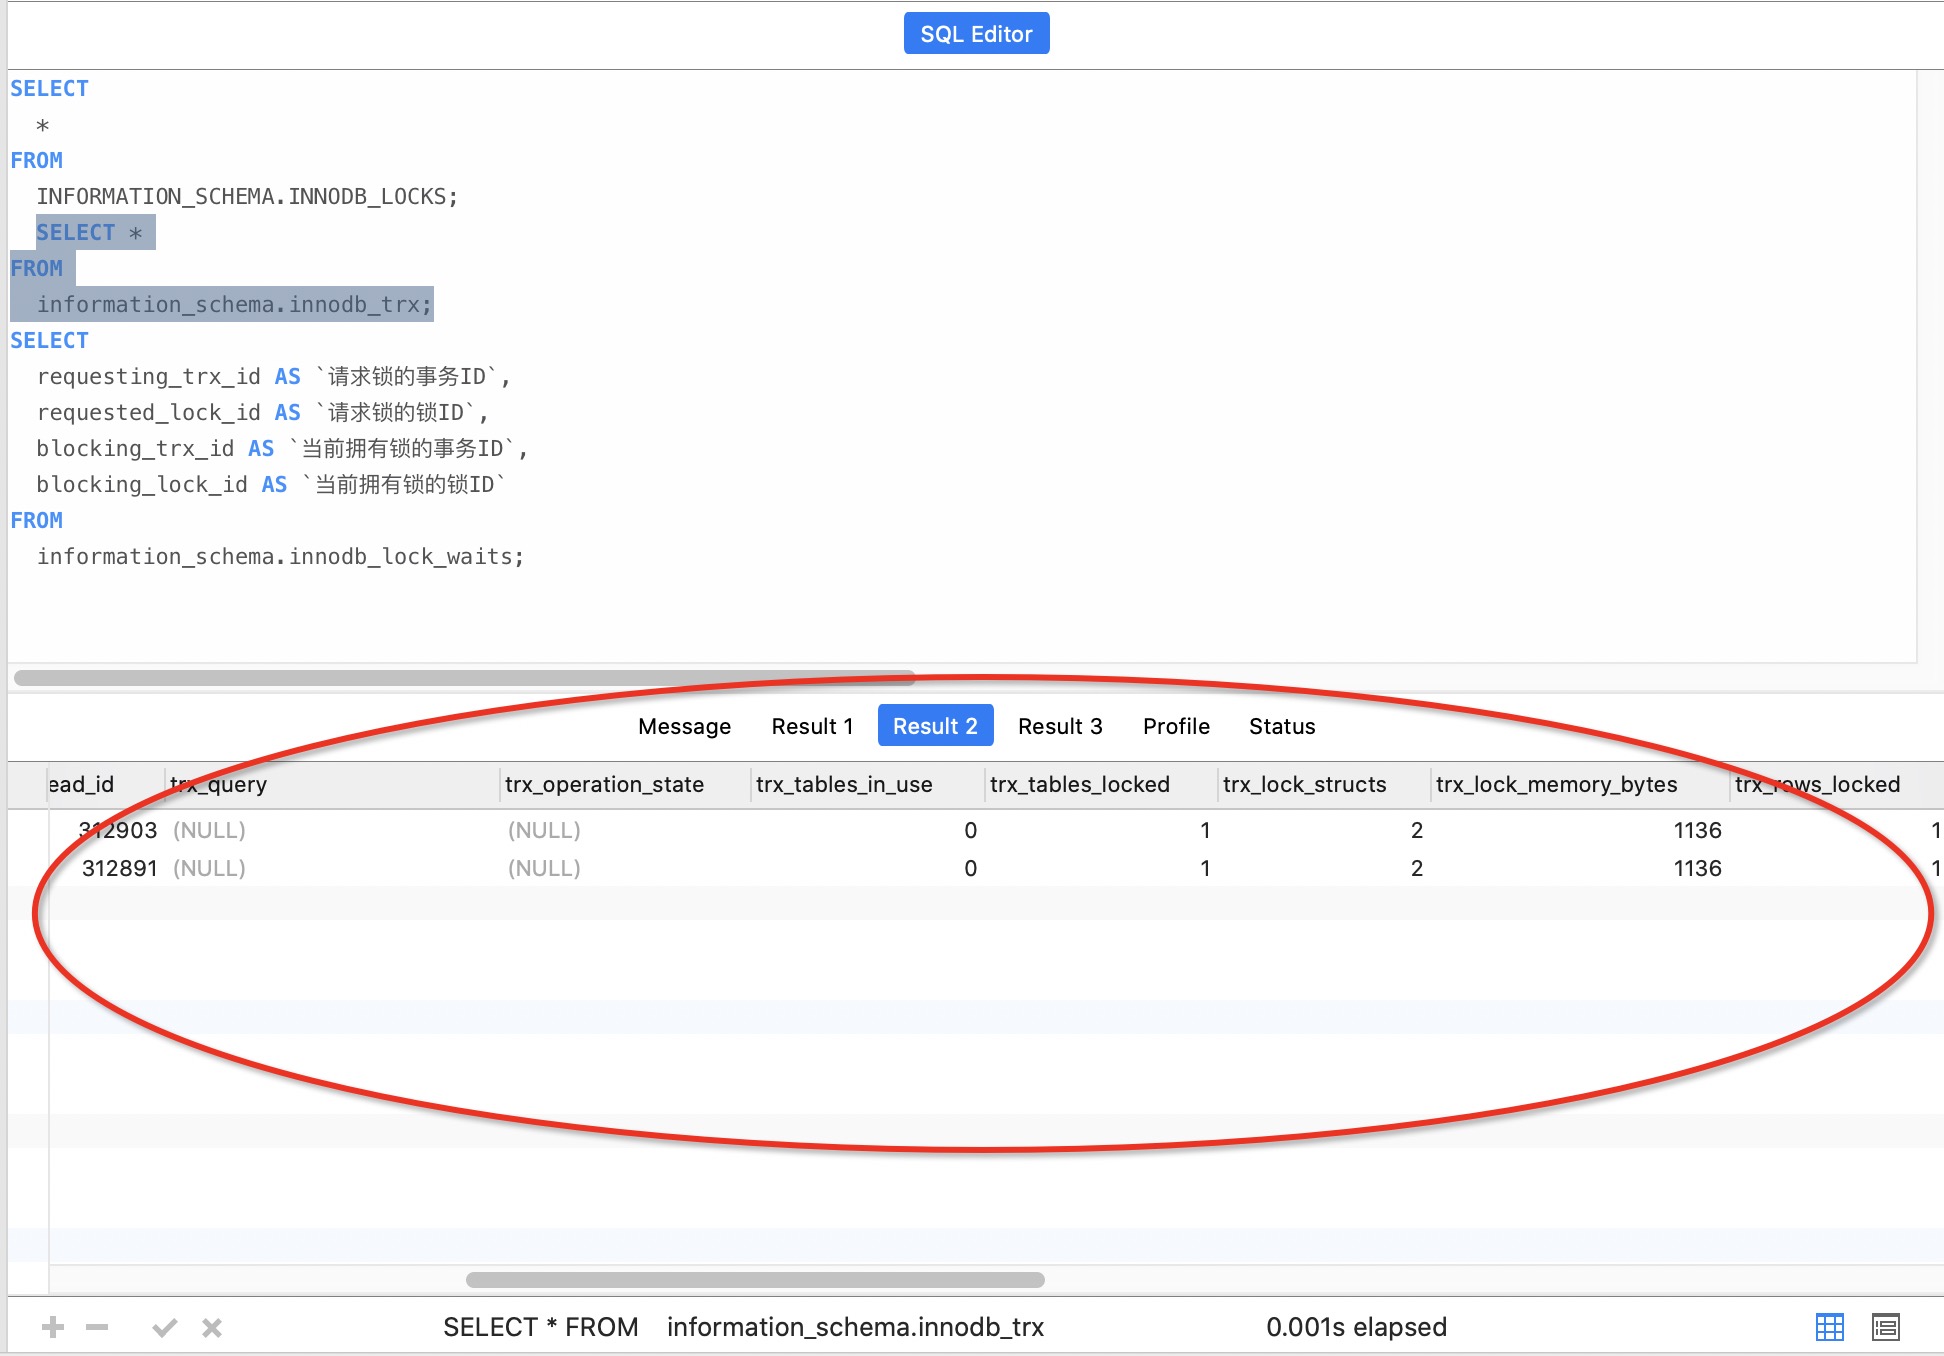 SQL Editor
SELECT
*
FROM
INFORMATION_SCHEMA.INNODB_LOCKS;
SELECT *
FROM
information_schema.innodb_trx;
SELECT
requesting_trx_id AS `请求锁的事务ID`,
requested_lock_id AS `请求锁的锁ID`,
blocking_trx_id AS `当前拥有锁的事务ID`,
blocking_lock_id AS `当前拥有锁的锁ID`
FROM
information_schema.innodb_lock_waits;
Message Result 1 Result 2 Result 3 Profile Status
ead_id trx_query trx_operation_state trx_tables_in_use trx_tables_locked trx_lock_structs trx_lock_memory_bytes trx_rows_locked
312903 (NULL) (NULL) 0 1 2 1136 1
312891 (NULL) (NULL) 0 1 2 1136 1
SELECT * FROM information_schema.innodb_trx 0.001s elapsed